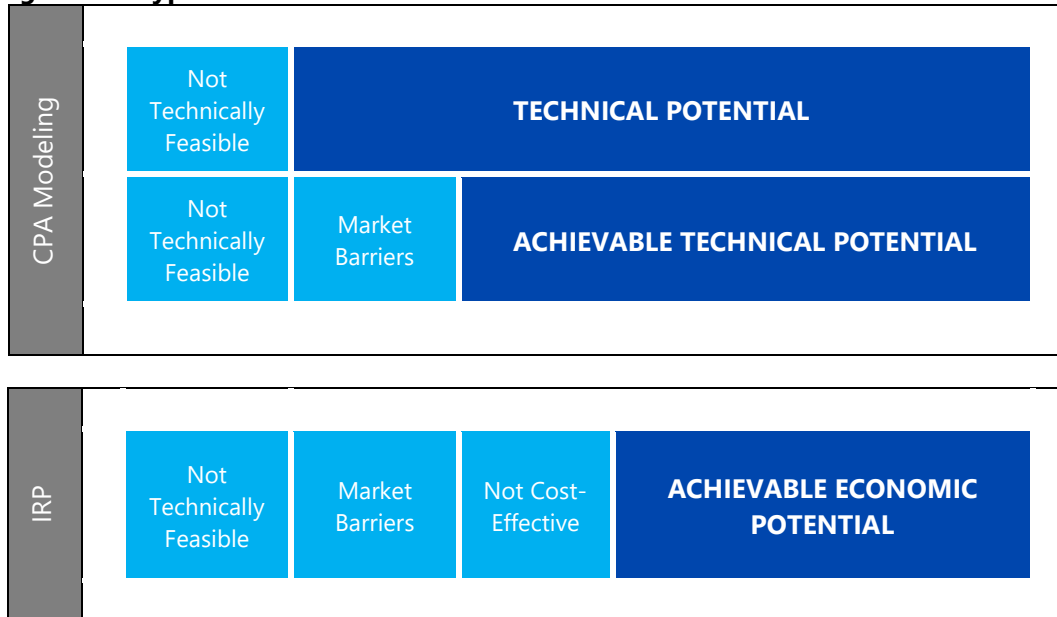 CPA Modeling
Not
Technically
Feasible
TECHNICAL POTENTIAL
Not
Technically
Feasible
Market
Barriers
ACHIEVABLE TECHNICAL POTENTIAL
IRP
Not
Technically
Feasible
Market
Barriers
Not Cost-
Effective
ACHIEVABLE ECONOMIC
POTENTIAL